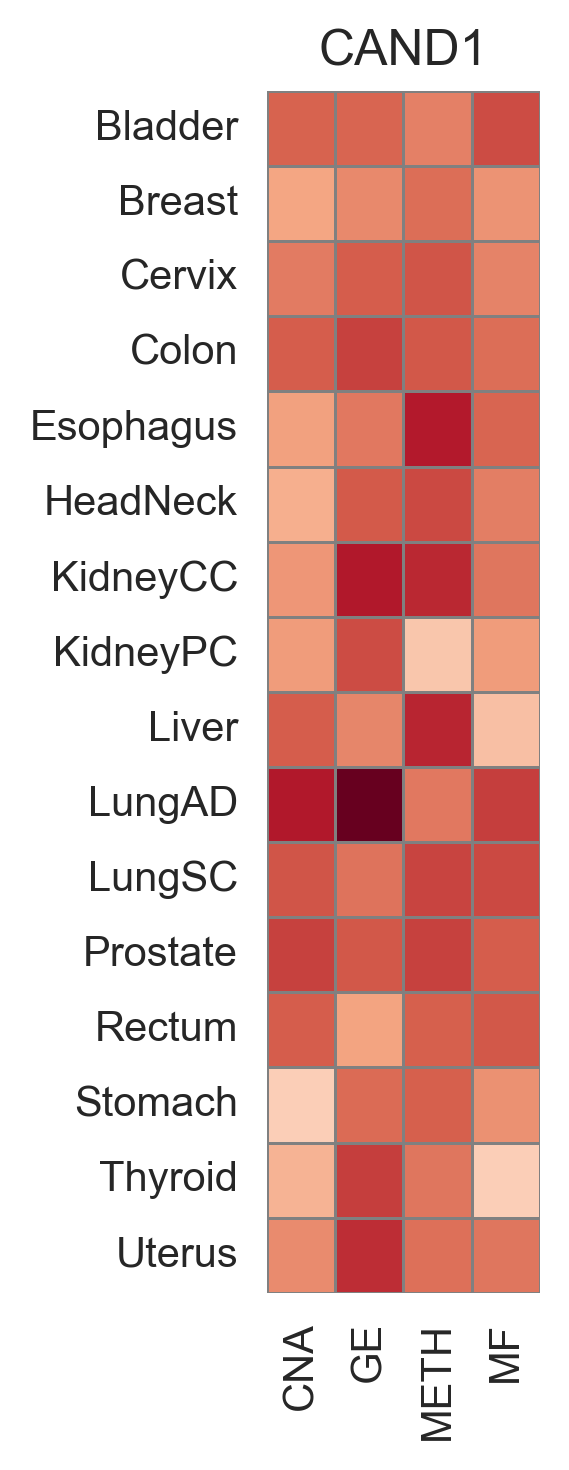 CAND1
Bladder
Breast
Cervix
Colon
Esophagus
HeadNeck
KidneyCC
KidneyPC
Liver
LungAD
LungSC
Prostate
Rectum
Stomach
Thyroid
Uterus
CNA
GE
METH
MF